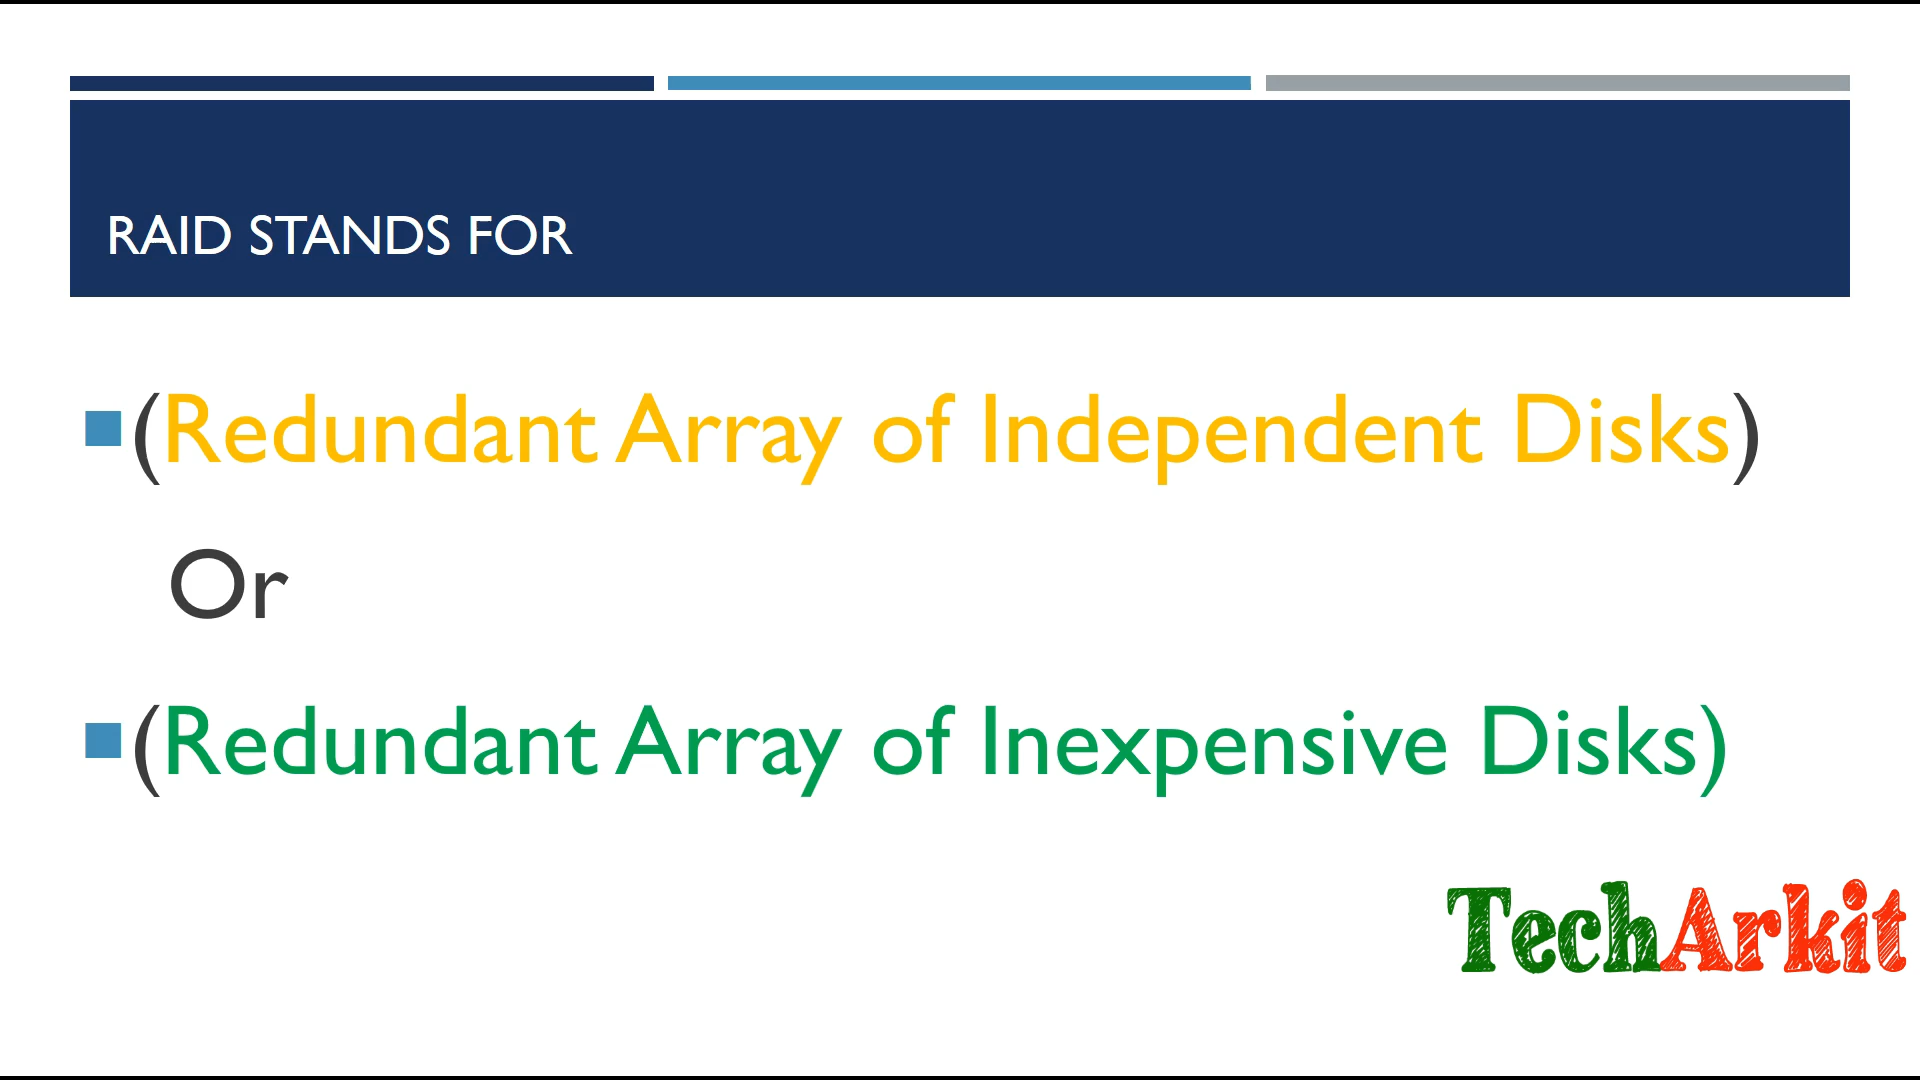 RAID STANDS FOR
(Redundant Array of Independent Disks)
Or
(Redundant Array of Inexpensive Disks)
TechArkit